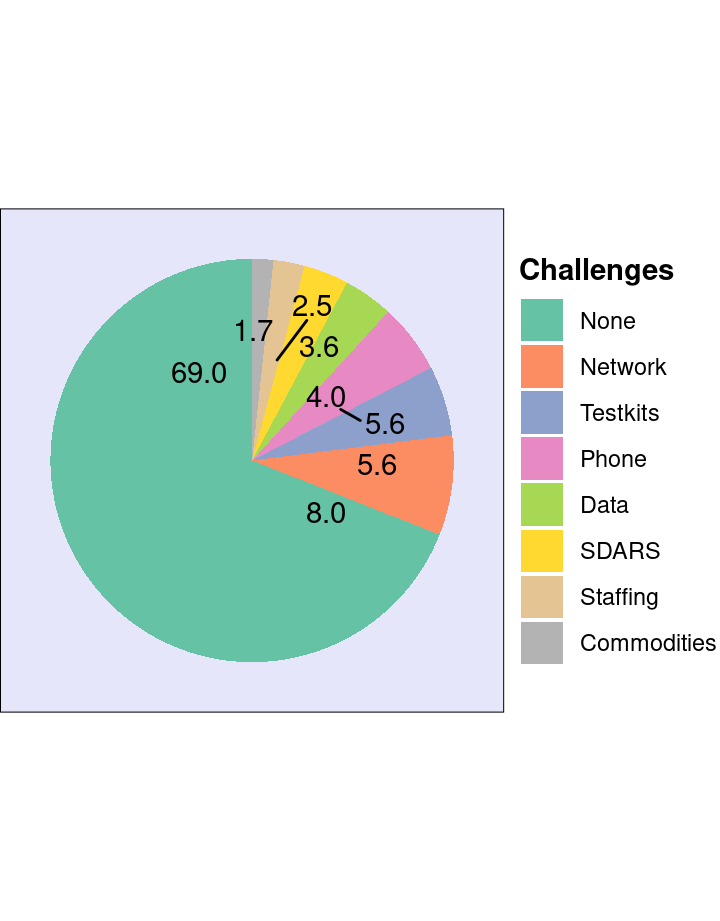 2.5
1.7
3.6
69.0
4.0
5.6
5.6
8.0
Challenges
None
Network
Testkits
Phone
Data
SDARS
Staffing
Commodities